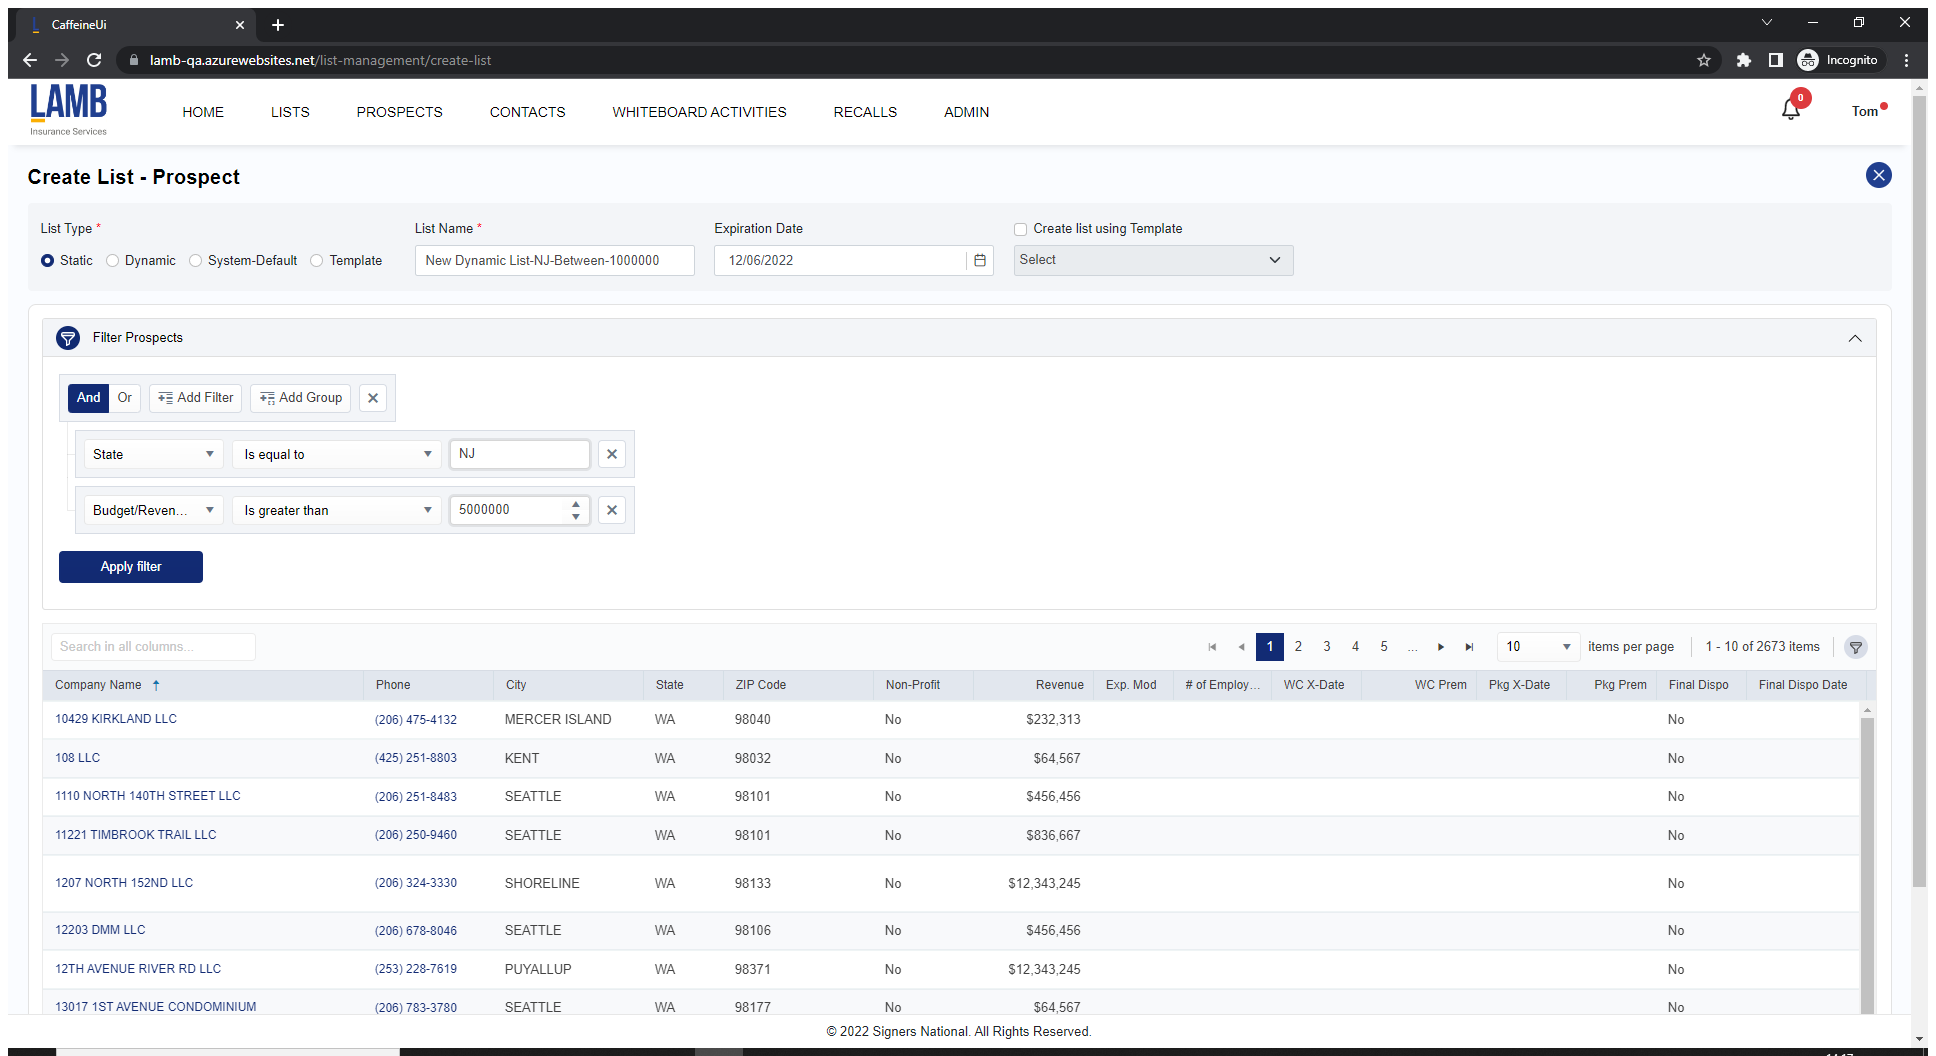 CaffeineUi
lamb-qa.azurewebsites.net/list-management/create-list
Incognito
LAMB
Insurance Services
HOME LISTS PROSPECTS CONTACTS WHITEBOARD ACTIVITIES RECALLS ADMIN
0
Tom
Create List - Prospect
List Type * List Name * Expiration Date Create list using Template
Static Dynamic System-Default Template New Dynamic List-NJ-Between-1000000 12/06/2022 Select
Filter Prospects
And Or Add Filter Add Group
State Is equal to NJ
Budget/Reven... Is greater than 5000000
Apply filter
Search in all columns... 1 2 3 4 5 ... 10 items per page 1 - 10 of 2673 items
Company Name Phone City State ZIP Code Non-Profit Revenue Exp. Mod # of Employ... WC X-Date WC Prem Pkg X-Date Pkg Prem Final Dispo Final Dispo Date
10429 KIRKLAND LLC (206) 475-4132 MERCER ISLAND WA 98040 No $232,313 No
108 LLC (425) 251-8803 KENT WA 98032 No $64,567 No
1110 NORTH 140TH STREET LLC (206) 251-8483 SEATTLE WA 98101 No $456,456 No
11221 TIMBROOK TRAIL LLC (206) 250-9460 SEATTLE WA 98101 No $836,667 No
1207 NORTH 152ND LLC (206) 324-3330 SHORELINE WA 98133 No $12,343,245 No
12203 DMM LLC (206) 678-8046 SEATTLE WA 98106 No $456,456 No
12TH AVENUE RIVER RD LLC (253) 228-7619 PUYALLUP WA 98371 No $12,343,245 No
13017 1ST AVENUE CONDOMINIUM (206) 783-3780 SEATTLE WA 98177 No $64,567 No
© 2022 Signers National. All Rights Reserved.